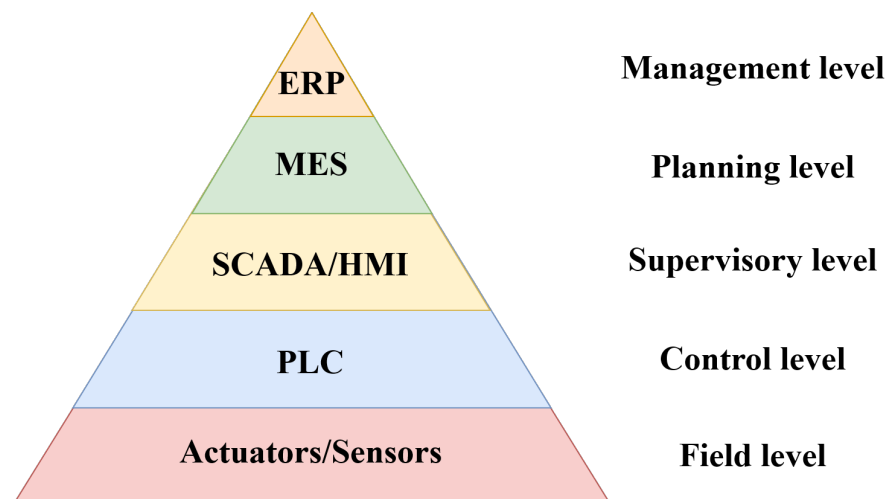 ERP
Management level
MES
Planning level
SCADA/HMI
Supervisory level
PLC
Control level
Actuators/Sensors
Field level